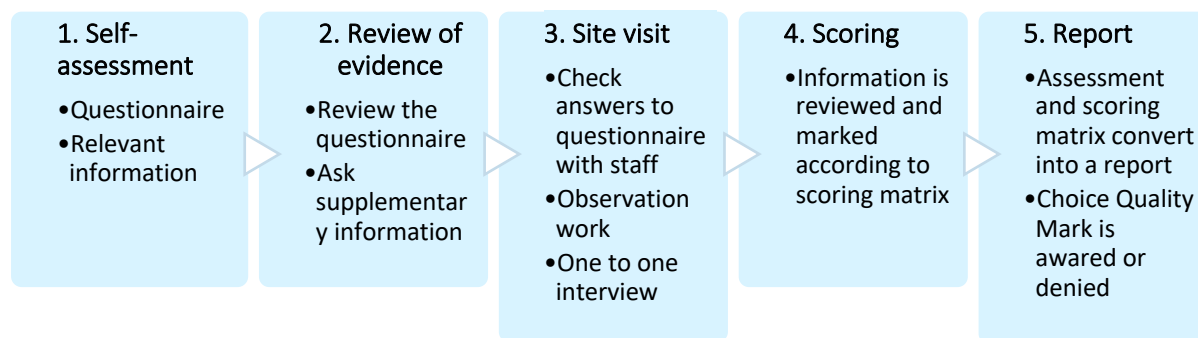 1. Self-
assessment
•Questionnaire
•Relevant
information
2. Review of
evidence
•Review the
questionnaire
•Ask
supplementar
y information
3. Site visit
•Check
answers to
questionnaire
with staff
•Observation
work
•One to one
interview
4. Scoring
•Information is
reviewed and
marked
according to
scoring matrix
5. Report
•Assessment
and scoring
matrix convert
into a report
•Choice Quality
Mark is
awared or
denied